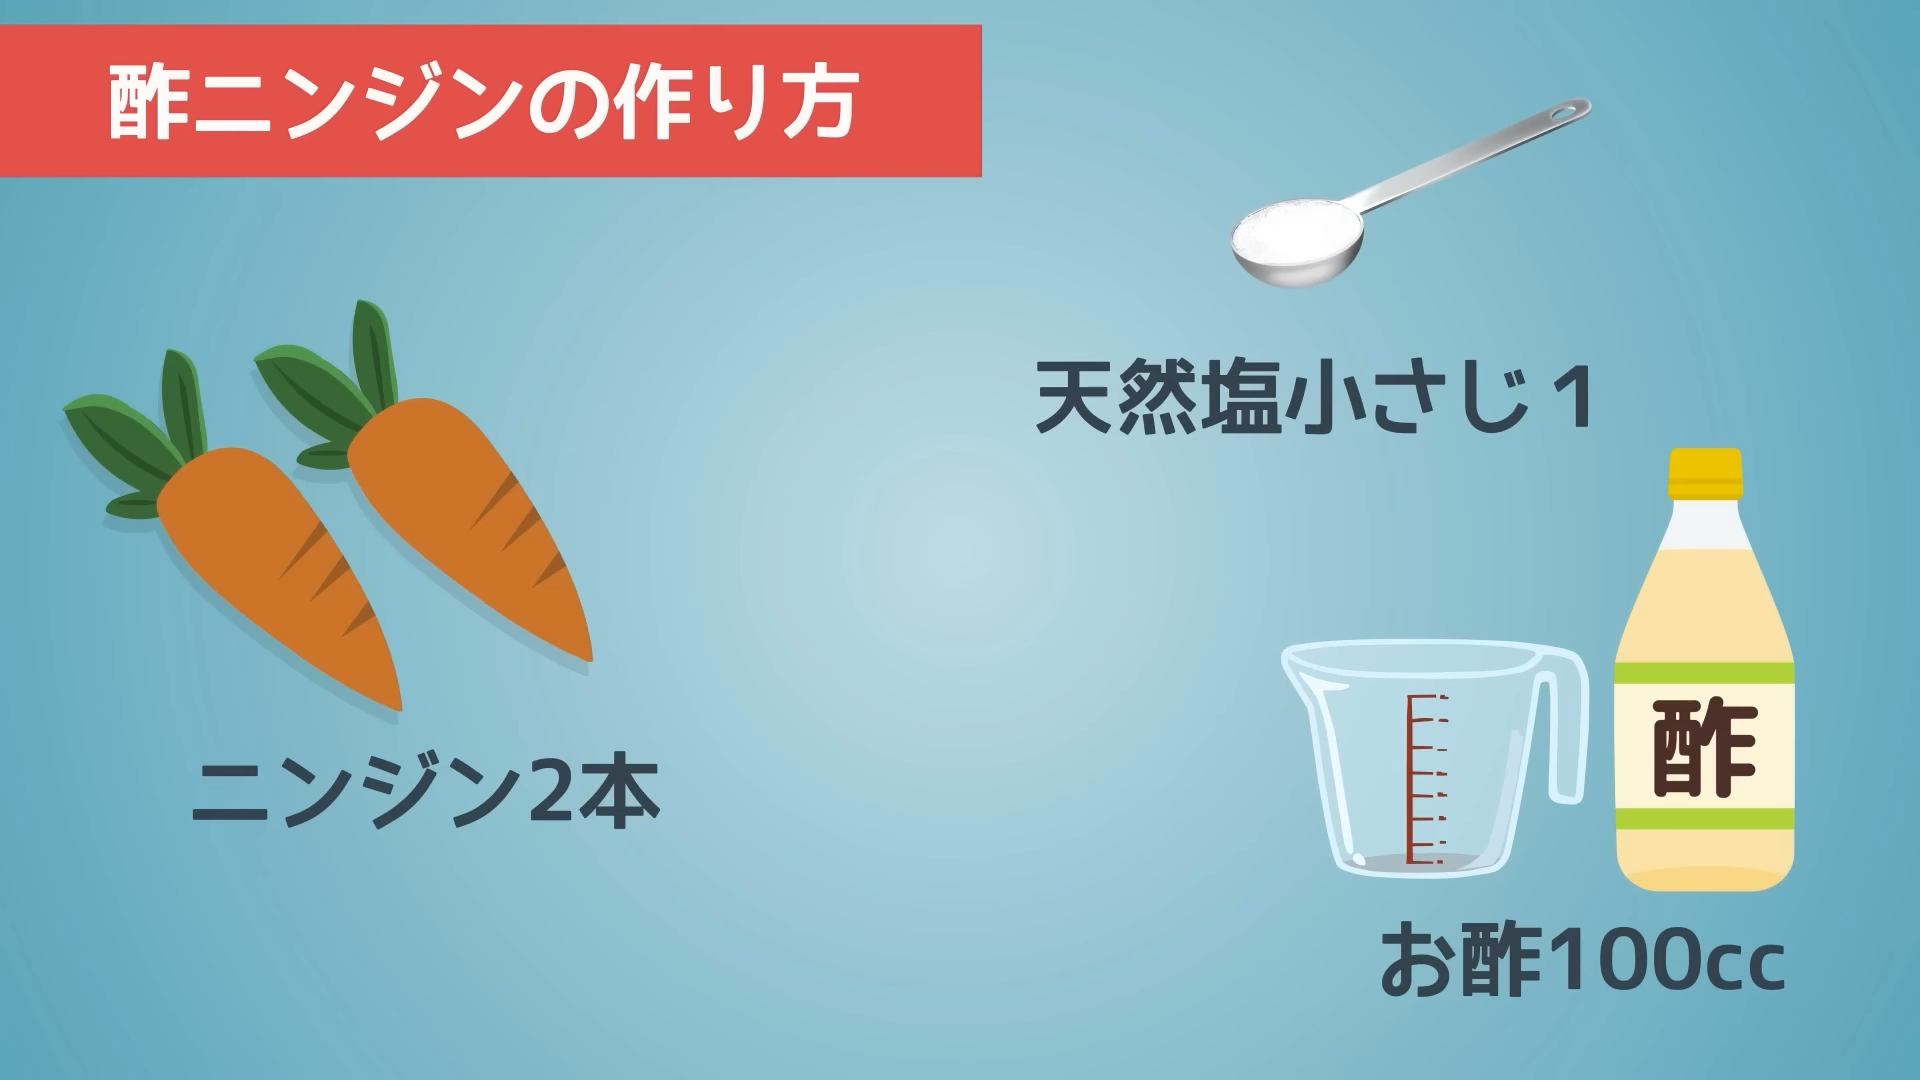 酢ニンジンの作り方
天然塩小さじ１
ニンジン2本
酢
お酢100cc